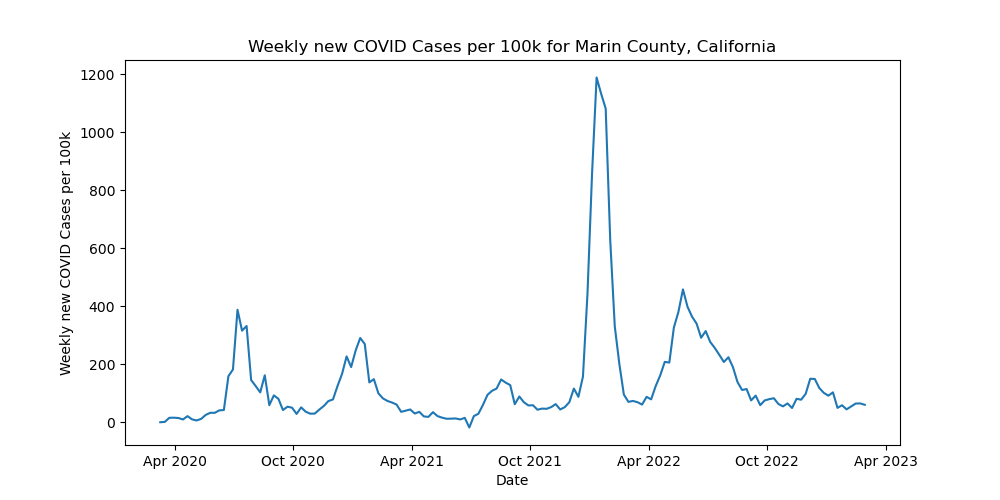 Weekly new COVID Cases per 100k for Marin County, California
Weekly new COVID Cases per 100k
1200
1000
800
600
400
200
0
Apr 2020 Oct 2020 Apr 2021 Oct 2021 Apr 2022 Oct 2022 Apr 2023
Date